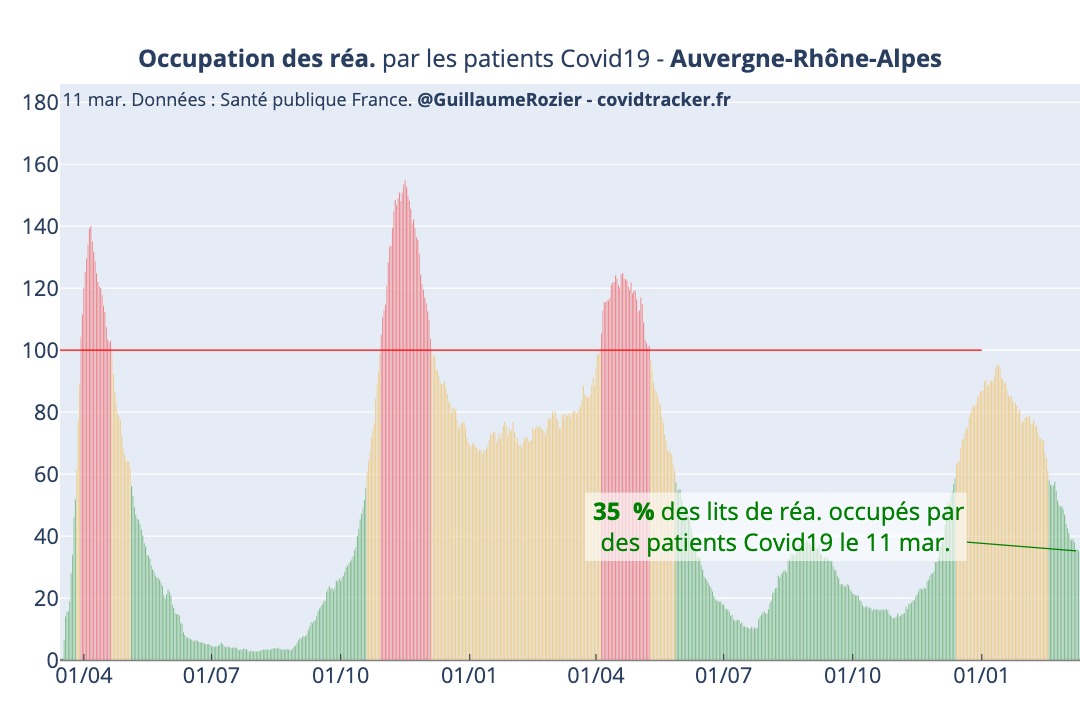 Occupation des réa. par les patients Covid19 - Auvergne-Rhône-Alpes
11 mar. Données : Santé publique France. @GuillaumeRozier - covidtracker.fr
180
160
140
120
100
80
60
40
20
0
35 % des lits de réa. occupés par
des patients Covid19 le 11 mar.
01/04 01/07 01/10 01/01 01/04 01/07 01/10 01/01